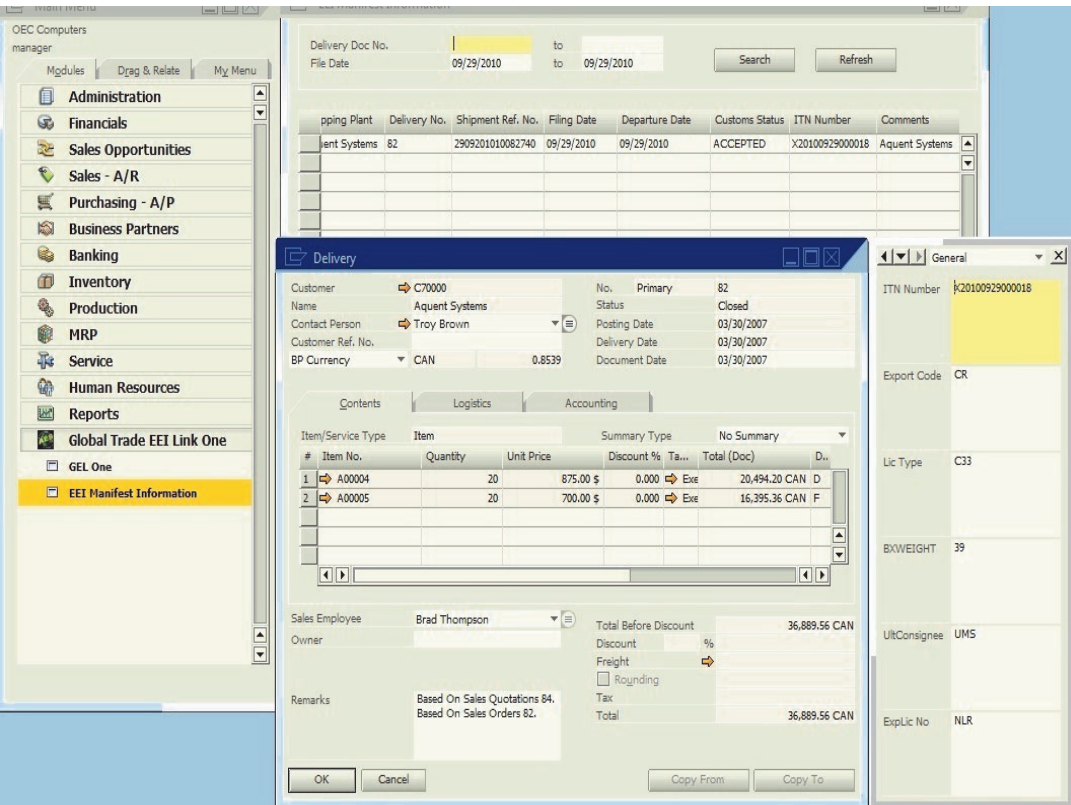 Main Menu
OEC Computers
manager
Modules Drag & Relate My Menu
Administration
Financials
Sales Opportunities
Sales - A/R
Purchasing - A/P
Business Partners
Banking
Inventory
Production
MRP
Service
Human Resources
Reports
Global Trade EEI Link One
GEL One
EEI Manifest Information
EEI Manifest Information
Delivery Doc No. to
File Date 09/29/2010 to 09/29/2010
Search Refresh
pping Plant Delivery No. Shipment Ref. No. Filing Date Departure Date Customs Status ITN Number Comments
uent Systems 82 2909201010082740 09/29/2010 09/29/2010 ACCEPTED X20100929000018 Aquent Systems
Delivery
Customer C70000 No. Primary 82
Name Aquent Systems Status Closed
Contact Person Troy Brown Posting Date 03/30/2007
Customer Ref. No. Delivery Date 03/30/2007
BP Currency CAN 0.8539 Document Date 03/30/2007
Contents Logistics Accounting
Item/Service Type Item Summary Type No Summary
# Item No. Quantity Unit Price Discount % Ta... Total (Doc) D..
1 A00004 20 875.00 $ 0.000 Exe 20,494.20 CAN D
2 A00005 20 700.00 $ 0.000 Exe 16,395.36 CAN F
Sales Employee Brad Thompson
Owner
Remarks Based On Sales Quotations 84.
Based On Sales Orders 82.
Total Before Discount 36,889.56 CAN
Discount %
Freight
Rounding
Tax
Total 36,889.56 CAN
OK Cancel Copy From Copy To
General
ITN Number X20100929000018
Export Code CR
Lic Type C33
BXWEIGHT 39
UltConsignee UMS
ExpLic No NLR